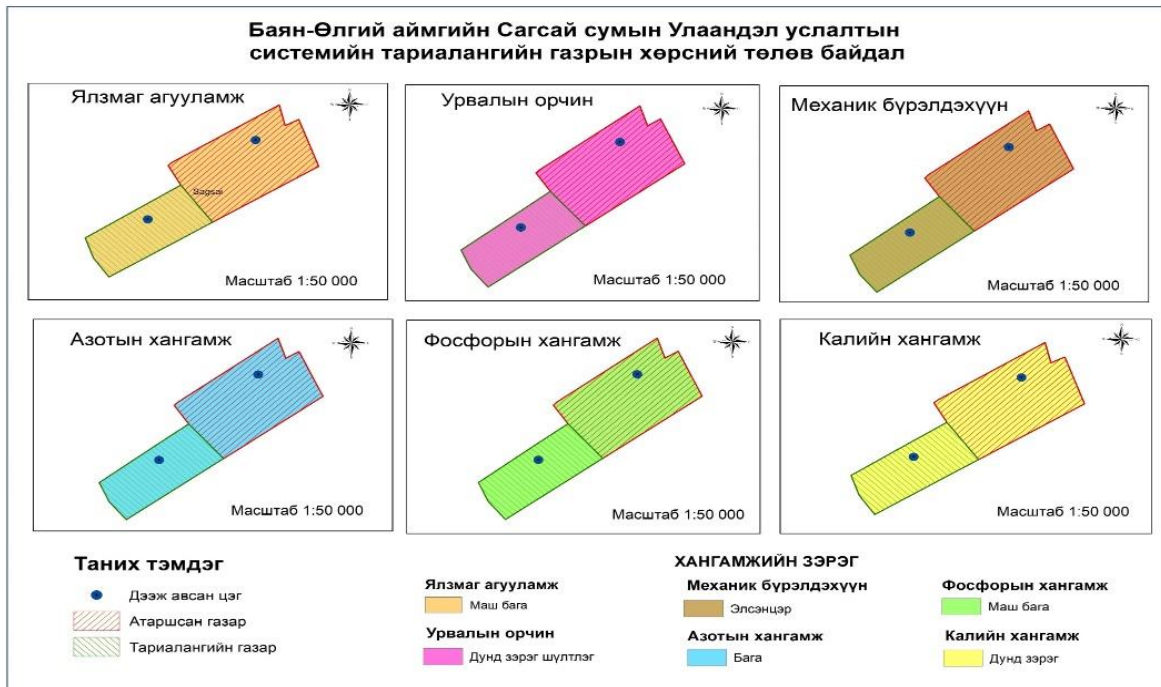 Баян-Өлгий аймгийн Сагсай сумын Улаандэл услалтын
системийн тариалангийн газрын хөрсний төлөв байдал
Ялзмаг агууламж
Sagsai
Масштаб 1:50 000
Урвалын орчин
Масштаб 1:50 000
Механик бүрэлдэхүүн
Масштаб 1:50 000
Азотын хангамж
Масштаб 1:50 000
Фосфорын хангамж
Масштаб 1:50 000
Калийн хангамж
Масштаб 1:50 000
Таних тэмдэг
Дээж авсан цэг
Атаршсан газар
Тариалангийн газар
ХАНГАМЖИЙН ЗЭРЭГ
Ялзмаг агууламж
Маш бага
Урвалын орчин
Дунд зэрэг шүлтлэг
Механик бүрэлдэхүүн
Элсэнцэр
Азотын хангамж
Бага
Фосфорын хангамж
Маш бага
Калийн хангамж
Дунд зэрэг